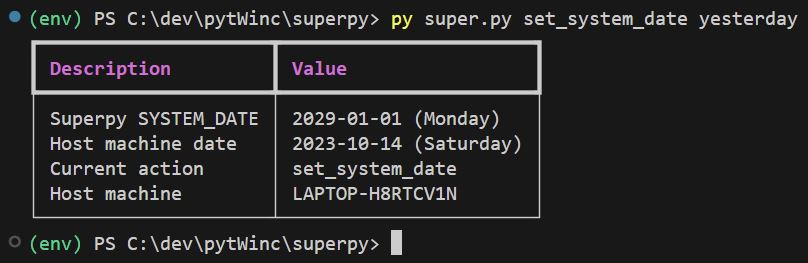 (env) PS C:\dev\pytWinc\superpy> py super.py set_system_date yesterday
Description Value
Superpy SYSTEM_DATE 2029-01-01 (Monday)
Host machine date 2023-10-14 (Saturday)
Current action set_system_date
Host machine LAPTOP-H8RTCV1N
(env) PS C:\dev\pytWinc\superpy>